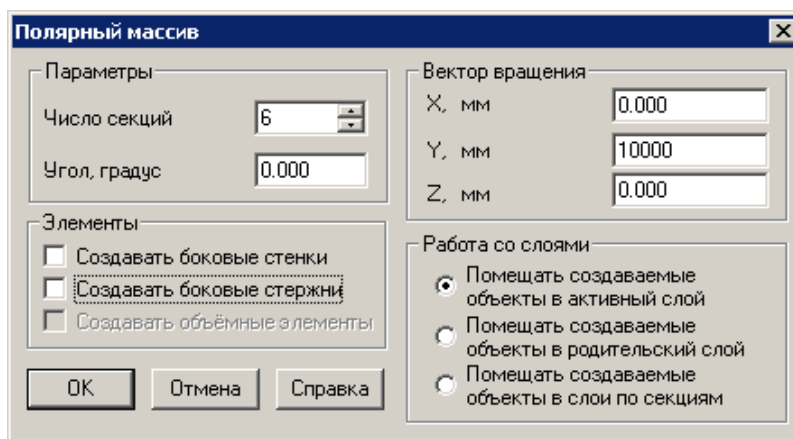 Полярный массив
Параметры
Число секций 6
Угол, градус 0.000
Элементы
Создавать боковые стенки
Создавать боковые стержни
Создавать объёмные элементы
OK Отмена Справка
Вектор вращения
X, мм 0.000
Y, мм 10000
Z, мм 0.000
Работа со слоями
Помещать создаваемые
объекты в активный слой
Помещать создаваемые
объекты в родительский слой
Помещать создаваемые
объекты в слои по секциям